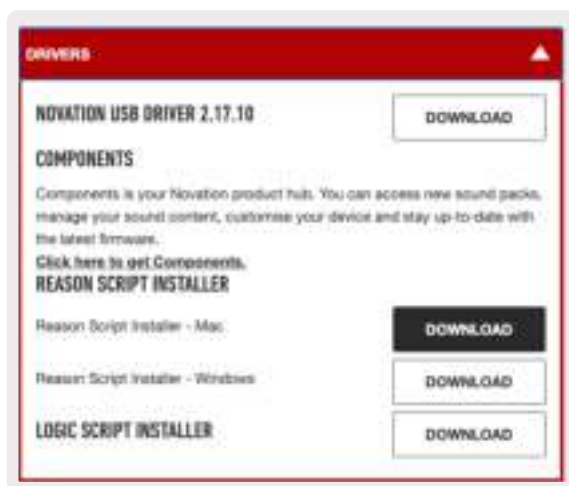 DRIVERS
NOVATION USB DRIVER 2.17.10
DOWNLOAD
COMPONENTS
Components is your Novation product hub. You can access new sound packs,
manage your sound content, customise your device and stay up-to-date with
the latest firmware.
Click here to get Components.
REASON SCRIPT INSTALLER
Reason Script Installer - Mac
DOWNLOAD
Reason Script Installer - Windows
DOWNLOAD
LOGIC SCRIPT INSTALLER
DOWNLOAD